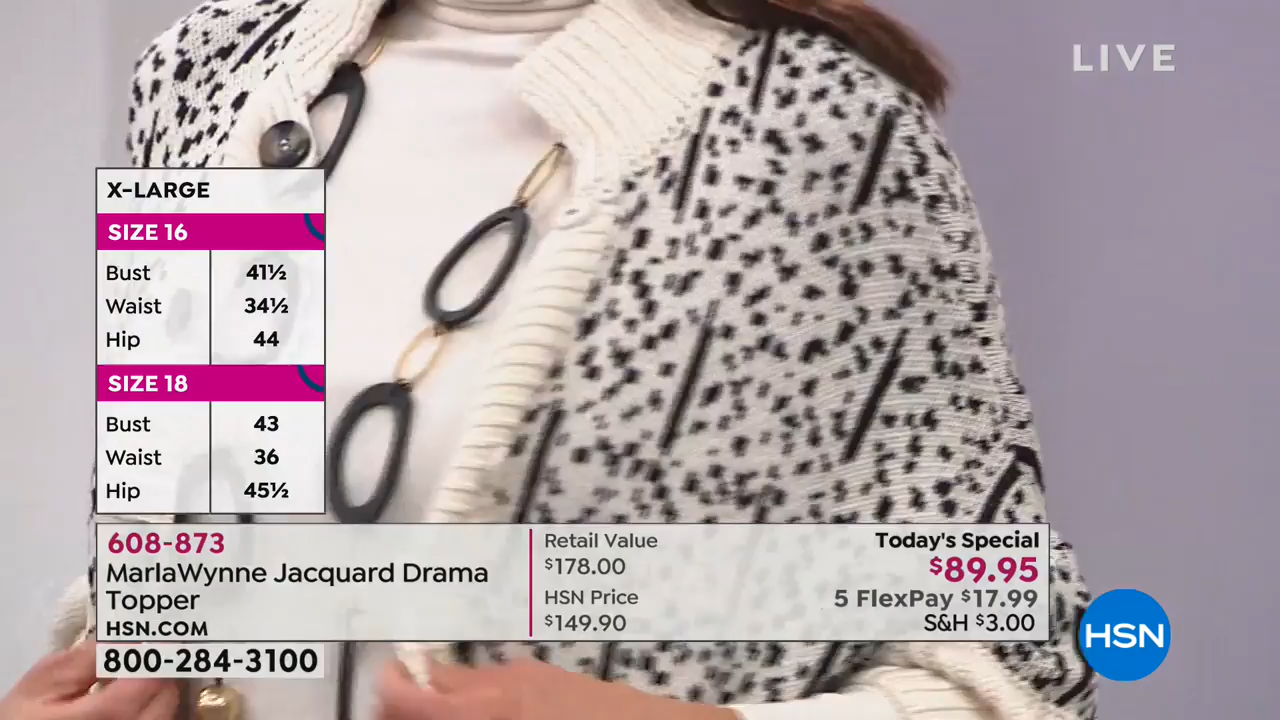 LIVE
X-LARGE
SIZE 16
Bust 41½
Waist 34½
Hip 44
SIZE 18
Bust 43
Waist 36
Hip 45½
608-873
MarlaWynne Jacquard Drama
Topper
HSN.COM
800-284-3100
Retail Value
$178.00
HSN Price
$149.90
Today's Special
$89.95
5 FlexPay $17.99
S&H $3.00
HSN